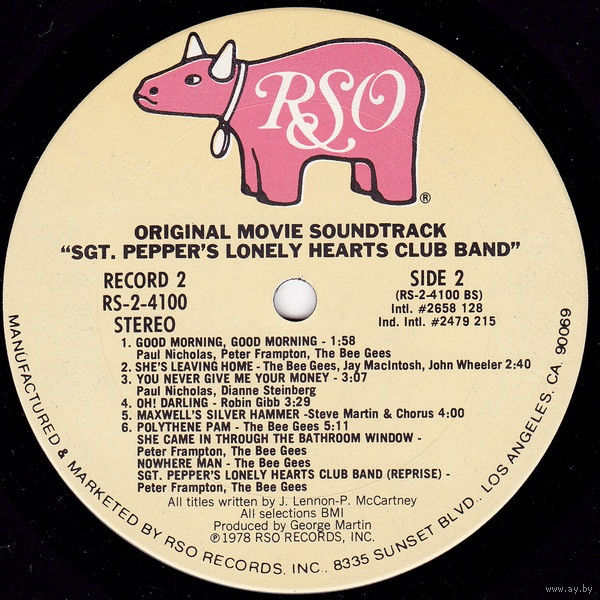 RSO
®
ORIGINAL MOVIE SOUNDTRACK
"SGT. PEPPER'S LONELY HEARTS CLUB BAND"
RECORD 2
RS-2-4100
STEREO
SIDE 2
(RS-2-4100 BS)
Intl. #2658 128
Ind. Intl. #2479 215
1. GOOD MORNING, GOOD MORNING - 1:58
Paul Nicholas, Peter Frampton, The Bee Gees
2. SHE'S LEAVING HOME - The Bee Gees, Jay MacIntosh, John Wheeler 2:40
3. YOU NEVER GIVE ME YOUR MONEY - 3:07
Paul Nicholas, Dianne Steinberg
4. OH! DARLING - Robin Gibb 3:29
5. MAXWELL'S SILVER HAMMER -Steve Martin & Chorus 4:00
6. POLYTHENE PAM - The Bee Gees 5:11
SHE CAME IN THROUGH THE BATHROOM WINDOW -
Peter Frampton, The Bee Gees
NOWHERE MAN - The Bee Gees
SGT. PEPPER'S LONELY HEARTS CLUB BAND (REPRISE) -
Peter Frampton, The Bee Gees
All titles written by J. Lennon-P. McCartney
All selections BMI
Produced by George Martin
℗1978 RSO RECORDS, INC.
MANUFACTURED & MARKETED BY RSO RECORDS, INC., 8335 SUNSET BLVD., LOS ANGELES, CA. 90069
www.ay.by